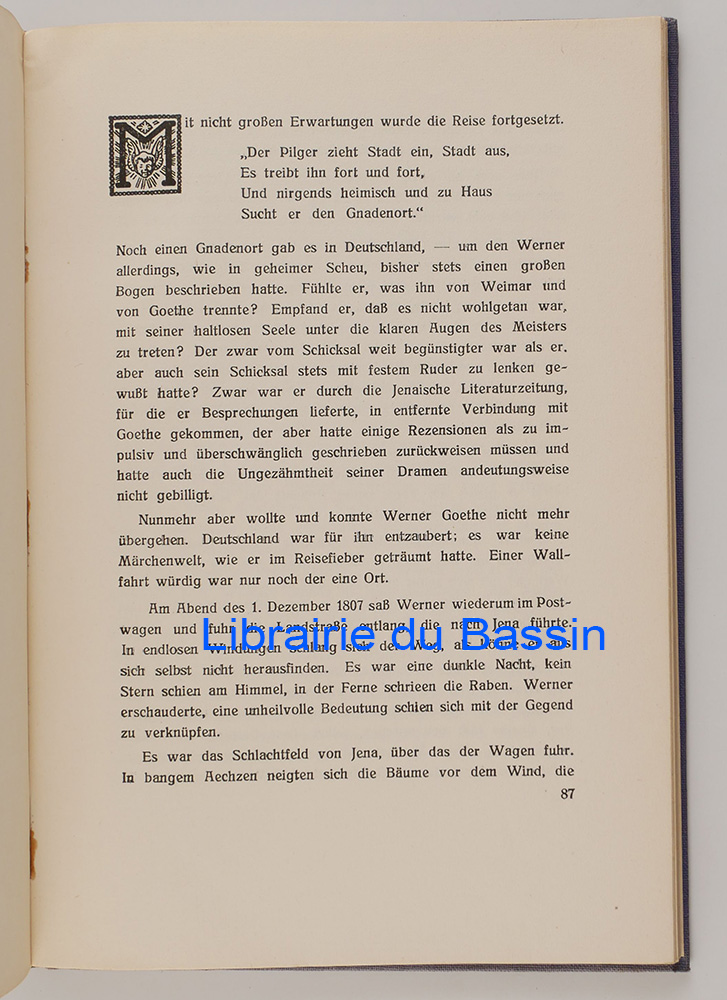 Mit nicht großen Erwartungen wurde die Reise fortgesetzt.
„Der Pilger zieht Stadt ein, Stadt aus,
Es treibt ihn fort und fort,
Und nirgends heimisch und zu Haus
Sucht er den Gnadenort.“
Noch einen Gnadenort gab es in Deutschland, — um den Werner
allerdings, wie in geheimer Scheu, bisher stets einen großen
Bogen beschrieben hatte. Fühlte er, was ihn von Weimar und
von Goethe trennte? Empfand er, daß es nicht wohlgetan war,
mit seiner haltlosen Seele unter die klaren Augen des Meisters
zu treten? Der zwar vom Schicksal weit begünstigter war als er.
aber auch sein Schicksal stets mit festem Ruder zu lenken ge-
wußt hatte? Zwar war er durch die Jenaische Literaturzeitung,
für die er Besprechungen lieferte, in entfernte Verbindung mit
Goethe gekommen, der aber hatte einige Rezensionen als zu im-
pulsiv und überschwänglich geschrieben zurückweisen müssen und
hatte auch die Ungezähmtheit seiner Dramen andeutungsweise
nicht gebilligt.
Nunmehr aber wollte und konnte Werner Goethe nicht mehr
übergehen. Deutschland war für ihn entzaubert; es war keine
Märchenwelt, wie er im Reisefieber geträumt hatte. Einer Wall-
fahrt würdig war nur noch der eine Ort.
Am Abend des 1. Dezember 1807 saß Werner wiederum im Post-
wagen und fuhr die Landstraße entlang, die nach Jena führte.
Librairie du Bassin
In endlosen Windungen schlang sich der Weg, als könne er aus
sich selbst nicht herausfinden. Es war eine dunkle Nacht, kein
Stern schien am Himmel, in der Ferne schrieen die Raben. Werner
erschauderte, eine unheilvolle Bedeutung schien sich mit der Gegend
zu verknüpfen.
Es war das Schlachtfeld von Jena, über das der Wagen fuhr.
In bangem Aechzen neigten sich die Bäume vor dem Wind, die
87